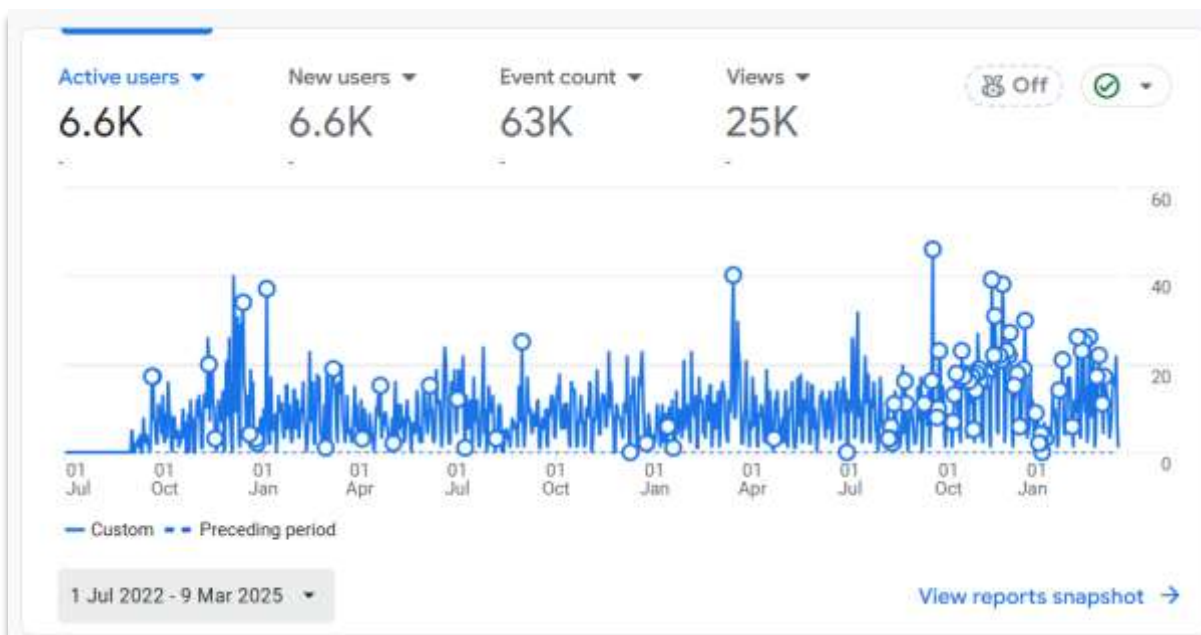 Active users New users Event count Views Off
6.6K 6.6K 63K 25K
- - - -
60
40
20
0
01 01 01 01 01 01 01 01 01 01 01
Jul Oct Jan Apr Jul Oct Jan Apr Jul Oct Jan
Custom Preceding period
1 Jul 2022 - 9 Mar 2025 View reports snapshot